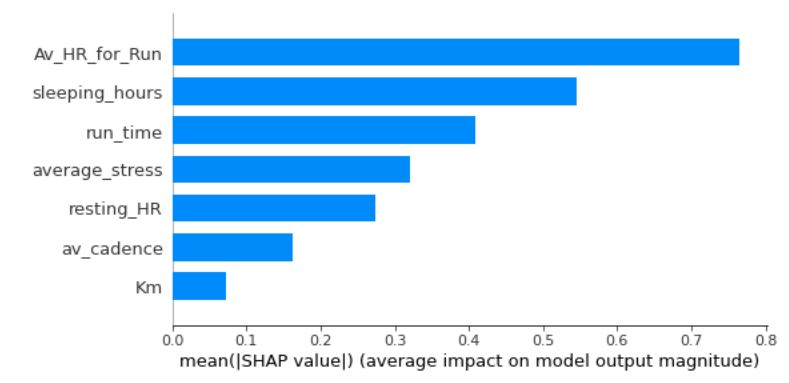 Av_HR_for_Run
sleeping_hours
run_time
average_stress
resting_HR
av_cadence
Km
0.0 0.1 0.2 0.3 0.4 0.5 0.6 0.7 0.8
mean(|SHAP value|) (average impact on model output magnitude)